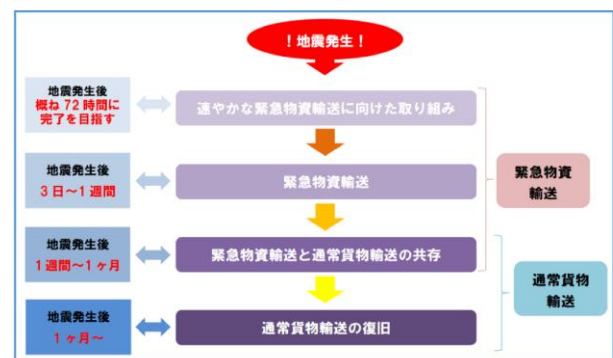 ！地震発生！
地震発生後
概ね72時間に
完了を目指す
速やかな緊急物資輸送に向けた取り組み
地震発生後
3日～1週間
緊急物資輸送
緊急物資
輸送
地震発生後
1週間～1ヶ月
緊急物資輸送と通常貨物輸送の共存
通常貨物
輸送
地震発生後
1ヶ月～
通常貨物輸送の復旧